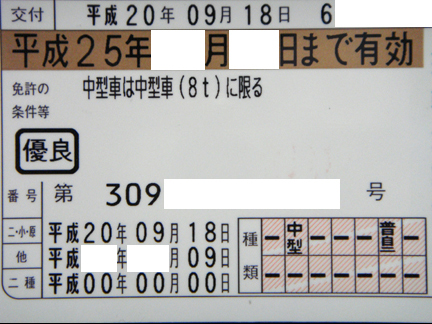 交付 平成20年09月18日 6
平成25年 月 日まで有効
免許の条件等 中型車は中型車(8t)に限る
優良
番号 第 309 号
二・小・原 平成20年09月18日
他 平成 年 月09日
二種 平成00年00月00日
種類
－ 中型 － － － 普自二 －
－ － － － － － －